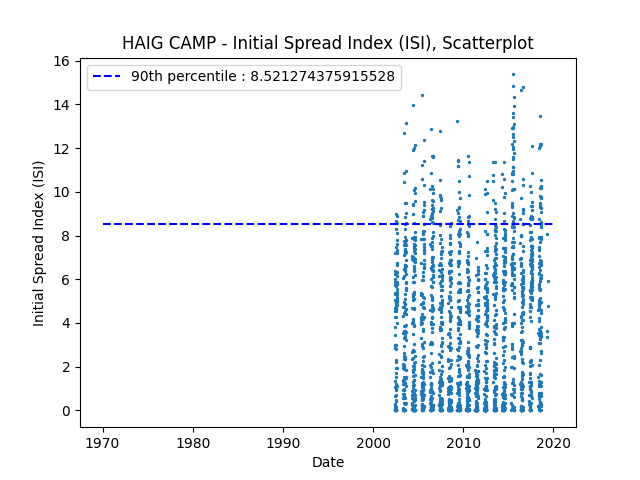 HAIG CAMP - Initial Spread Index (ISI), Scatterplot
90th percentile : 8.521274375915528
Initial Spread Index (ISI)
16
14
12
10
8
6
4
2
0
1970 1980 1990 2000 2010 2020
Date